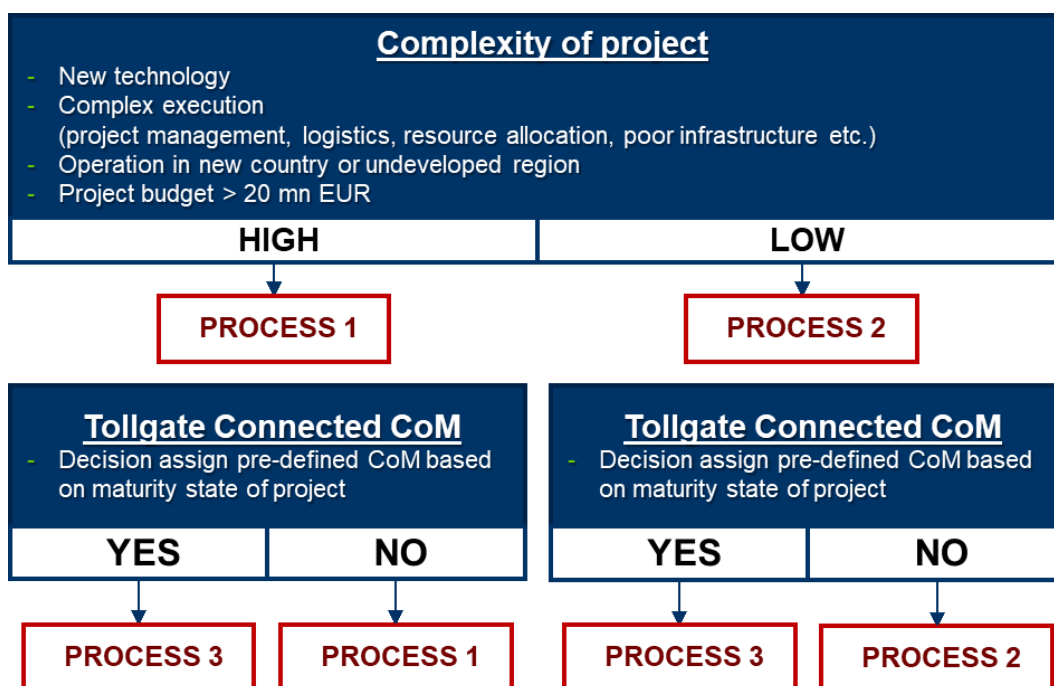 Complexity of project
- New technology
- Complex execution
(project management, logistics, resource allocation, poor infrastructure etc.)
- Operation in new country or undeveloped region
- Project budget > 20 mn EUR
HIGH
LOW
PROCESS 1
PROCESS 2
Tollgate Connected CoM
- Decision assign pre-defined CoM based
on maturity state of project
YES
NO
PROCESS 3
PROCESS 1
Tollgate Connected CoM
- Decision assign pre-defined CoM based
on maturity state of project
YES
NO
PROCESS 3
PROCESS 2